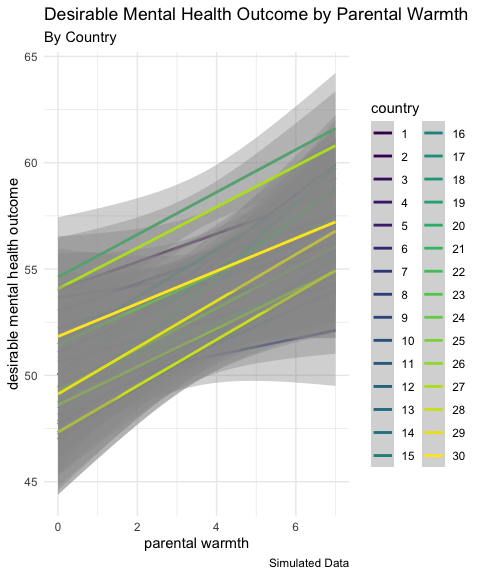 Desirable Mental Health Outcome by Parental Warmth
By Country
65
60
55
50
45
desirable mental health outcome
0 2 4 6
parental warmth
country
1 16
2 17
3 18
4 19
5 20
6 21
7 22
8 23
9 24
10 25
11 26
12 27
13 28
14 29
15 30
Simulated Data